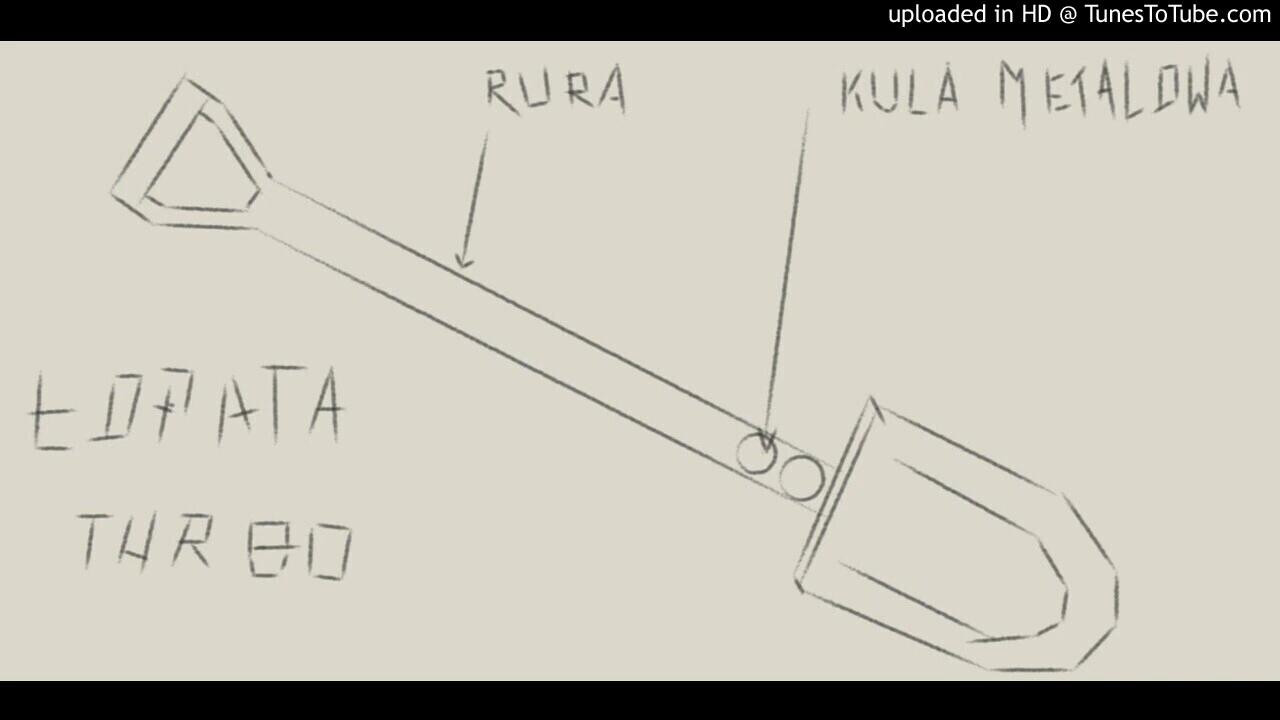 uploaded in HD @ TunesToTube.com
RURA
KULA METALOWA
ŁOPATA
TURBO